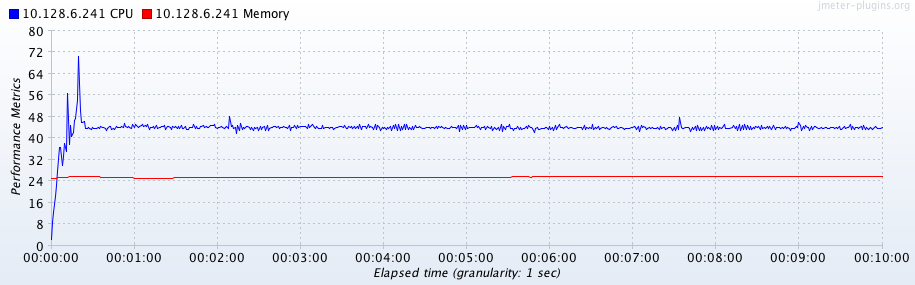 10.128.6.241 CPU 10.128.6.241 Memory
jmeter-plugins.org
80
72
64
56
48
40
32
24
16
8
0
Performance Metrics
00:00:00 00:01:00 00:02:00 00:03:00 00:04:00 00:05:00 00:06:00 00:07:00 00:08:00 00:09:00 00:10:00
Elapsed time (granularity: 1 sec)